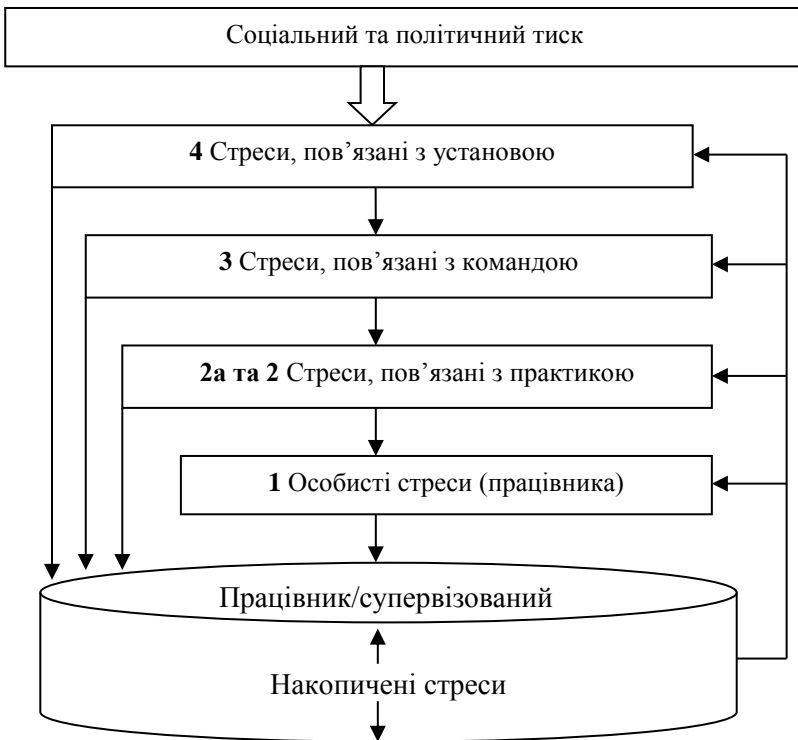 Соціальний та політичний тиск
4 Стреси, пов’язані з установою
3 Стреси, пов’язані з командою
2а та 2 Стреси, пов’язані з практикою
1 Особисті стреси (працівника)
Працівник/супервізований
Накопичені стреси